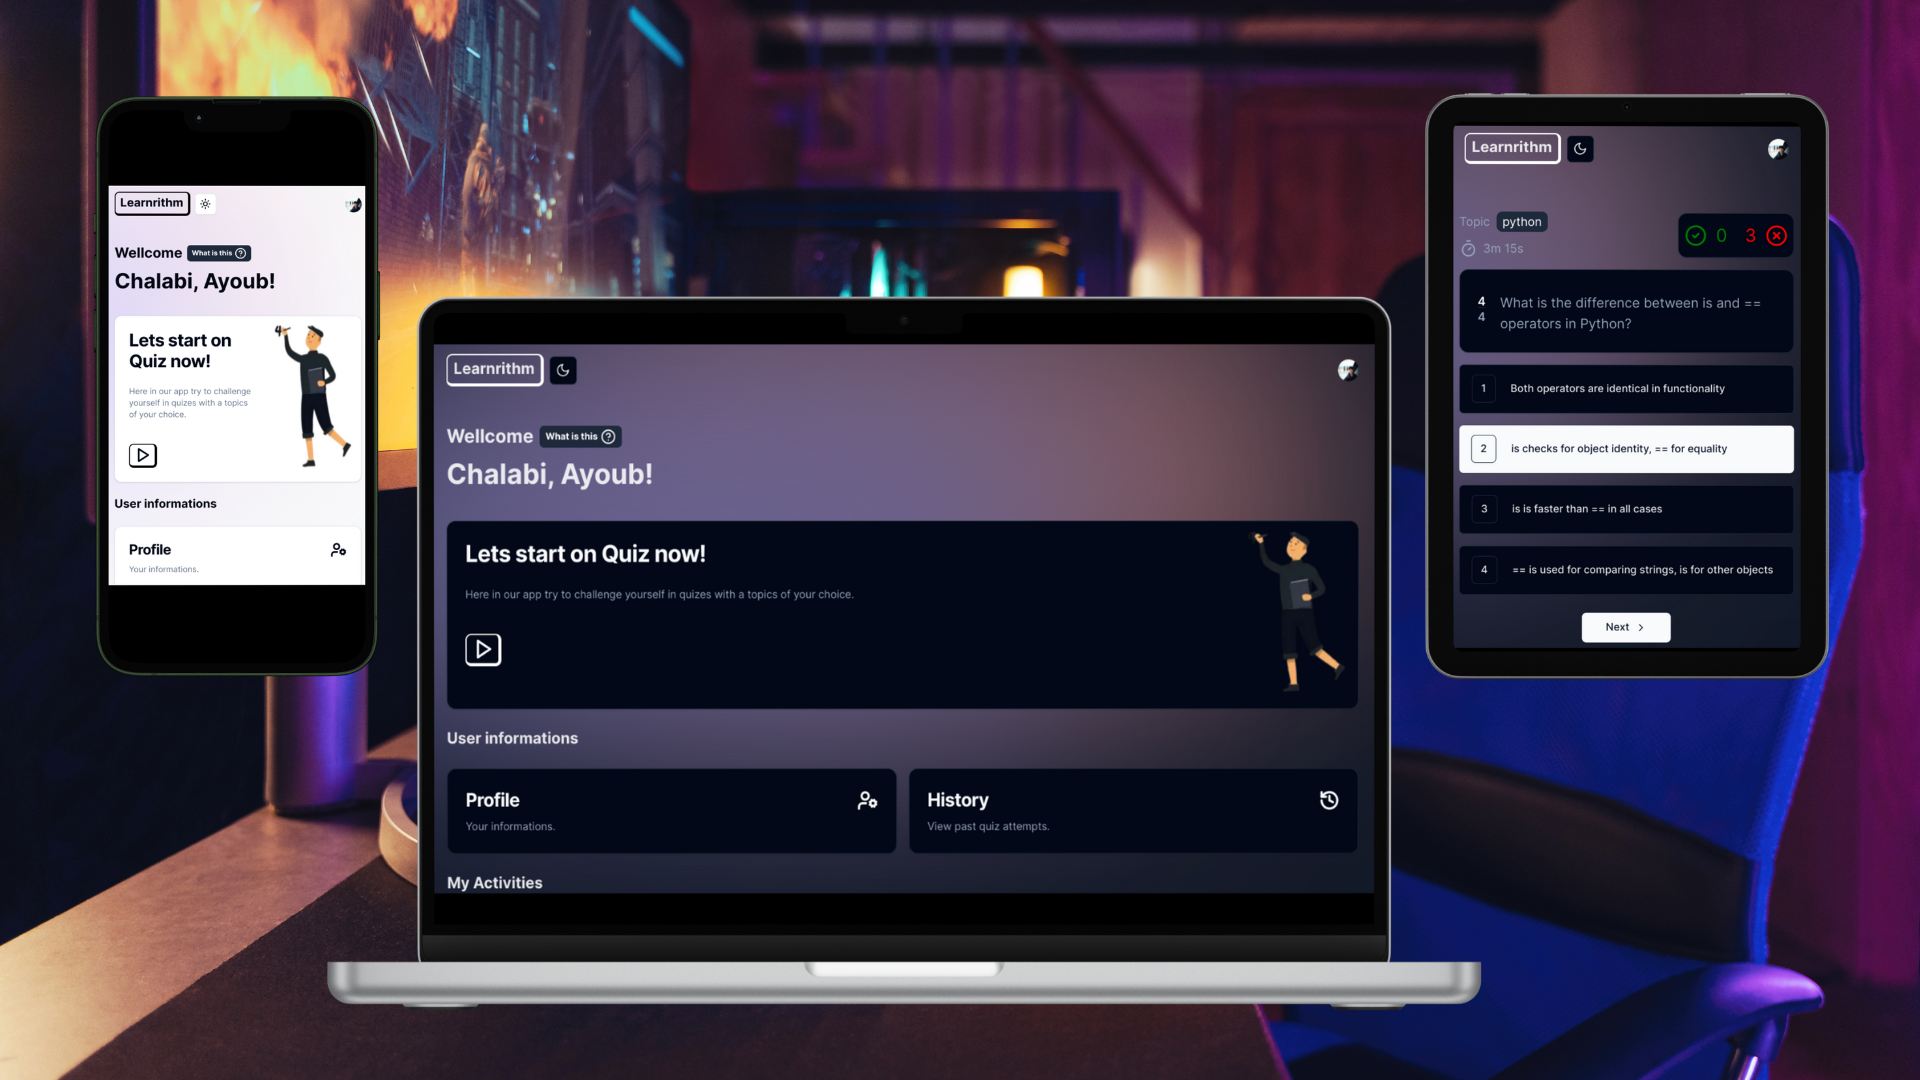 Learnrithm
Wellcome What is this
Chalabi, Ayoub!
Lets start on
Quiz now!
Here in our app try to challenge
yourself in quizes with a topics
of your choice.
User informations
Profile
Your informations.
Learnrithm
Wellcome What is this
Chalabi, Ayoub!
Lets start on Quiz now!
Here in our app try to challenge yourself in quizes with a topics of your choice.
User informations
Profile
Your informations.
History
View past quiz attempts.
My Activities
Learnrithm
Topic python
3m 15s
0 3
4
4
What is the difference between is and ==
operators in Python?
1 Both operators are identical in functionality
2 is checks for object identity, == for equality
3 is is faster than == in all cases
4 == is used for comparing strings, is for other objects
Next